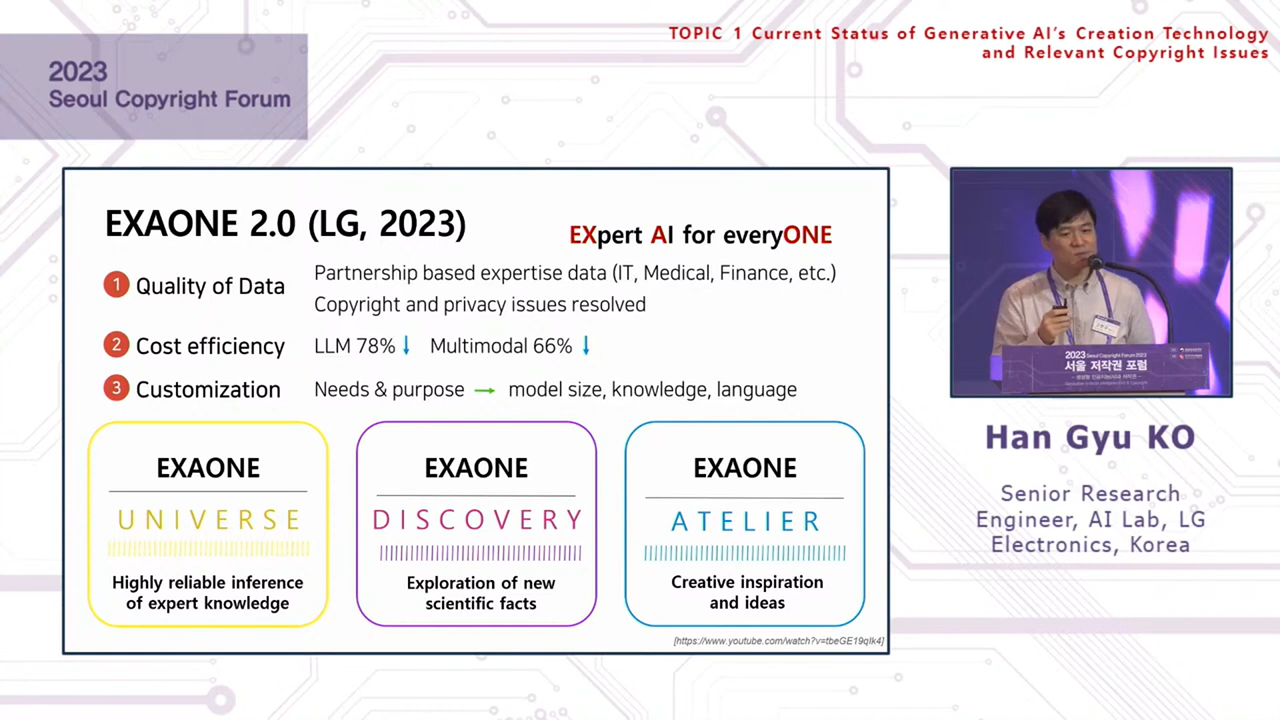 TOPIC 1 Current Status of Generative AI's Creation Technology
and Relevant Copyright Issues
2023
Seoul Copyright Forum
EXAONE 2.0 (LG, 2023)
EXpert AI for everyONE
1 Quality of Data
Partnership based expertise data (IT, Medical, Finance, etc.)
Copyright and privacy issues resolved
2 Cost efficiency LLM 78% ↓ Multimodal 66% ↓
3 Customization Needs & purpose → model size, knowledge, language
EXAONE
UNIVERSE
Highly reliable inference
of expert knowledge
EXAONE
DISCOVERY
Exploration of new
scientific facts
EXAONE
ATELIER
Creative inspiration
and ideas
[https://www.youtube.com/watch?v=tbeGE19qIk4]
2023 Seoul Copyright Forum 2023
서울 저작권 포럼
Han Gyu KO
Senior Research
Engineer, AI Lab, LG
Electronics, Korea